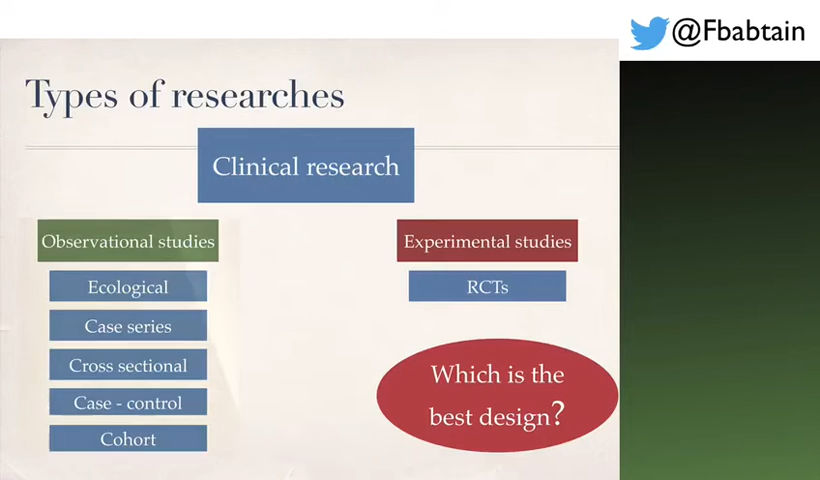 @Fbabtain
Types of researches
Clinical research
Observational studies
Ecological
Case series
Cross sectional
Case - control
Cohort
Experimental studies
RCTs
Which is the
best design?